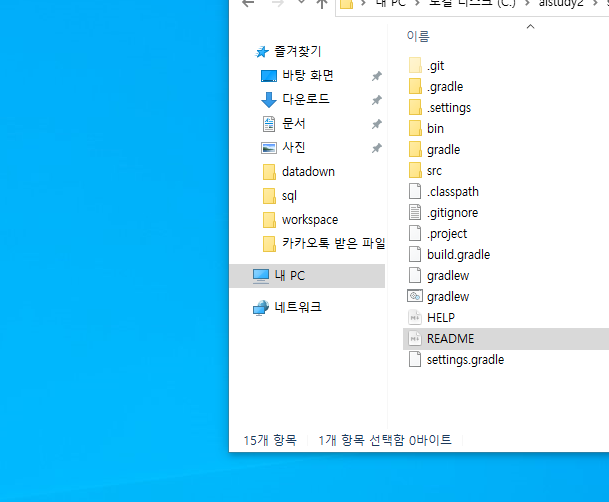 내 PC > 로컬 디스크 (C:) > aistudy2 >
이름
즐겨찾기
바탕 화면
다운로드
문서
사진
datadown
sql
workspace
카카오톡 받은 파일
내 PC
네트워크
.git
.gradle
.settings
bin
gradle
src
.classpath
.gitignore
.project
build.gradle
gradlew
gradlew
HELP
README
settings.gradle
15개 항목
1개 항목 선택함 0바이트